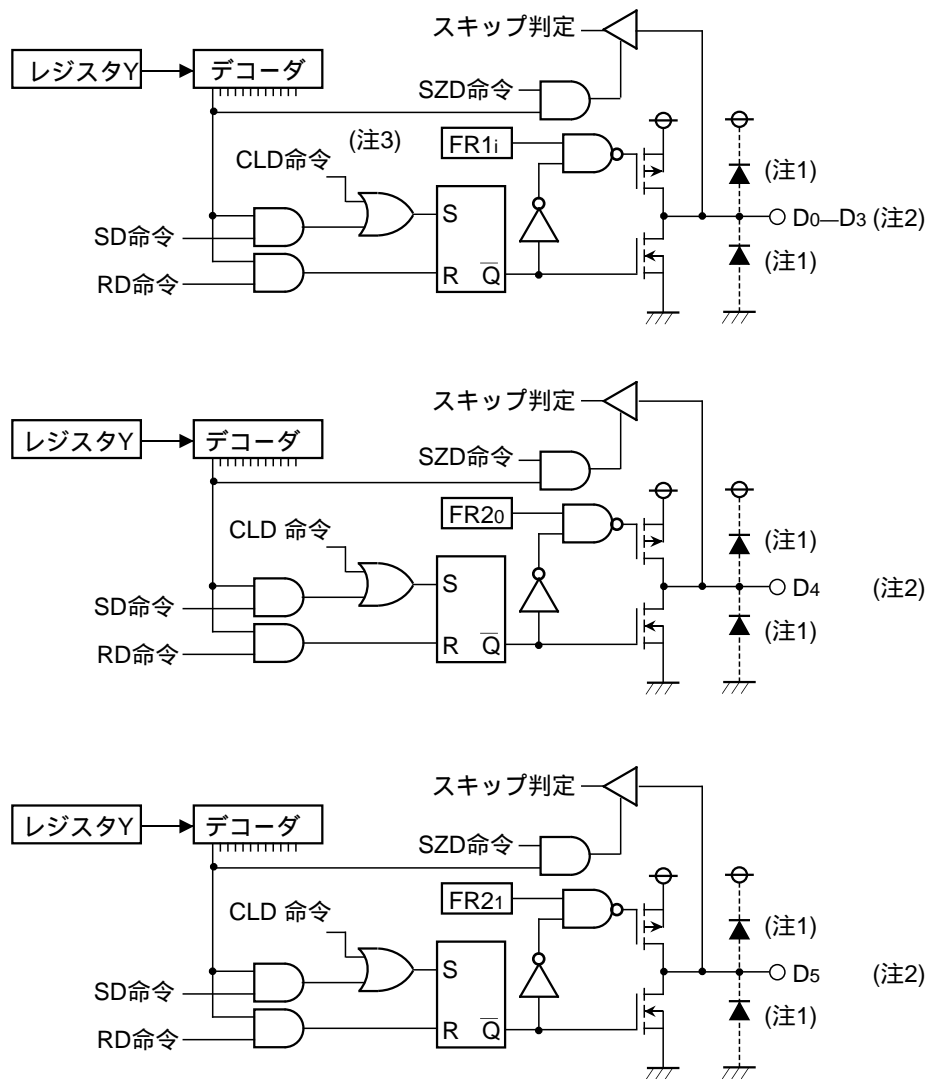 スキップ判定
レジスタY
デコーダ
SZD命令
(注3)
FR1i
CLD命令
(注1)
S
D0—D3 (注2)
SD命令
(注1)
R Q̅
RD命令
スキップ判定
レジスタY
デコーダ
SZD命令
FR20
CLD 命令
(注1)
S
D4 (注2)
SD命令
(注1)
R Q̅
RD命令
スキップ判定
レジスタY
デコーダ
SZD命令
FR21
CLD 命令
(注1)
S
D5 (注2)
SD命令
(注1)
R Q̅
RD命令